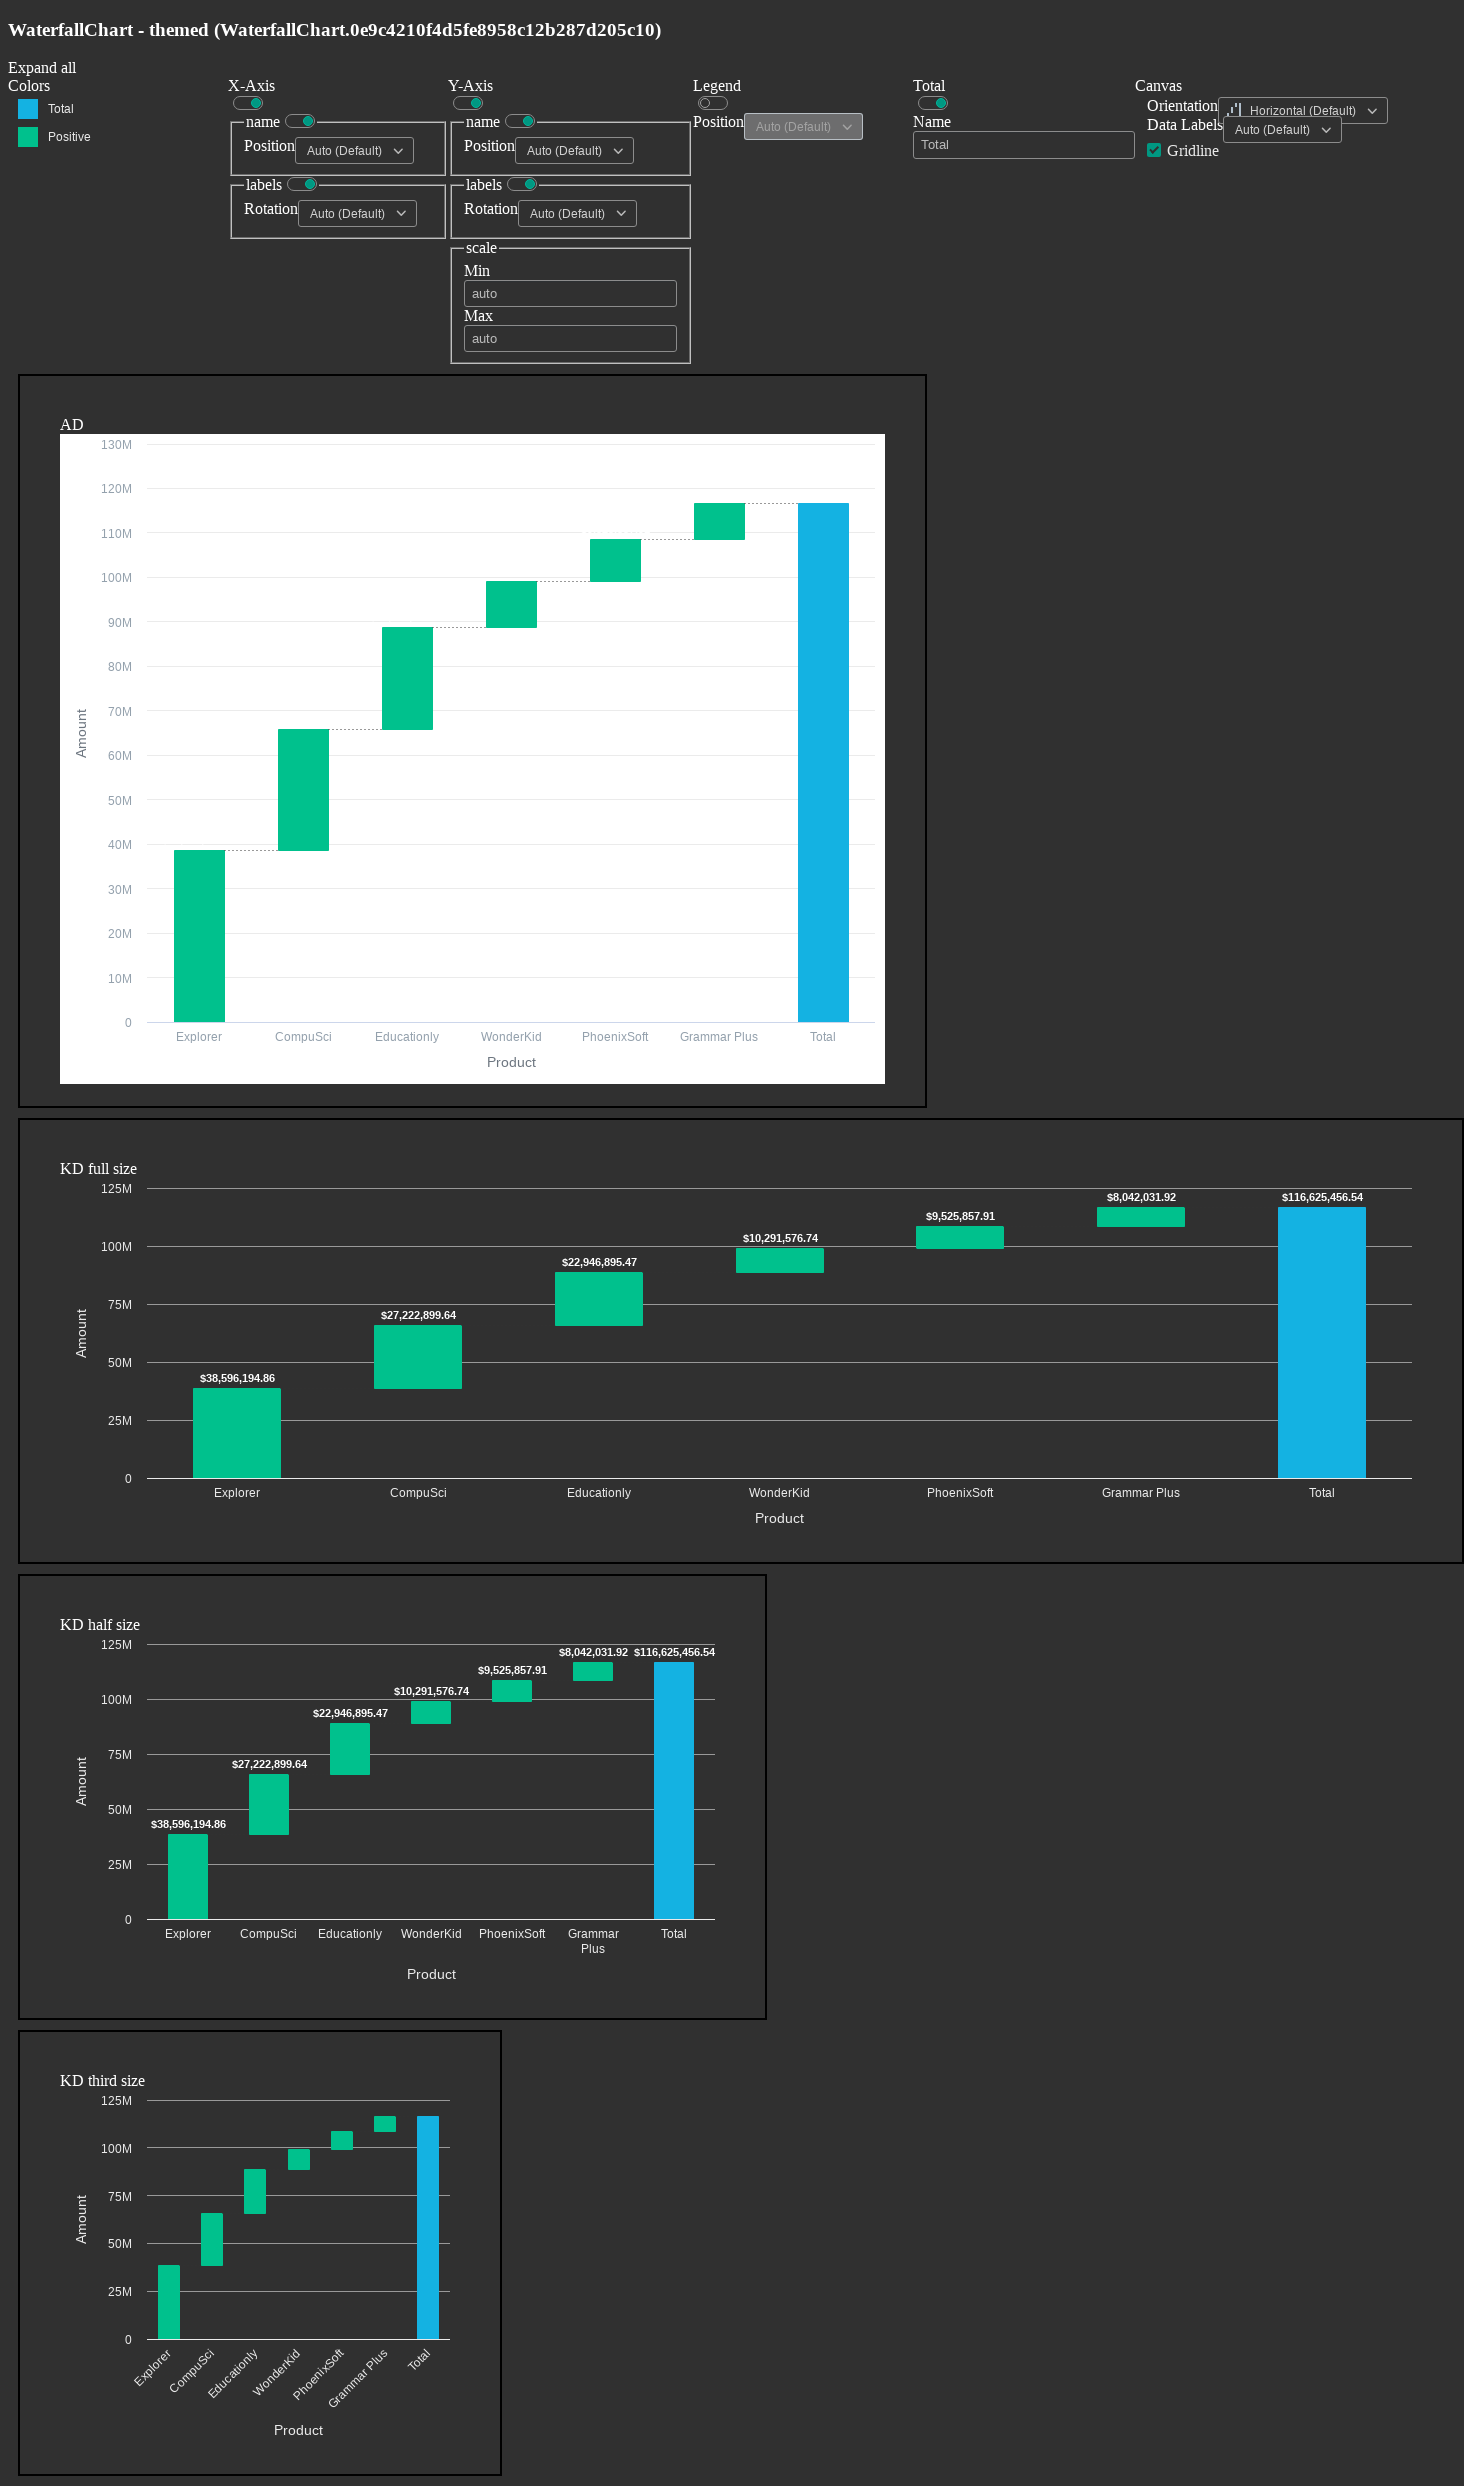 WaterfallChart - themed (WaterfallChart.0e9c4210f4d5fe8958c12b287d205c10)
Expand all
Colors
Total
Positive
X-Axis
name
Position Auto (Default)
labels
Rotation Auto (Default)
Y-Axis
name
Position Auto (Default)
labels
Rotation Auto (Default)
scale
Min
auto
Max
auto
Legend
Position Auto (Default)
Total
Name
Total
Canvas
Orientation Horizontal (Default)
Data Labels Auto (Default)
Gridline
AD
130M
120M
110M
100M
90M
80M
70M
60M
50M
40M
30M
20M
10M
0
Amount
Explorer CompuSci Educationly WonderKid PhoenixSoft Grammar Plus Total
Product
KD full size
125M
100M
75M
50M
25M
0
Amount
$38,596,194.86
$27,222,899.64
$22,946,895.47
$10,291,576.74
$9,525,857.91
$8,042,031.92
$116,625,456.54
Explorer CompuSci Educationly WonderKid PhoenixSoft Grammar Plus Total
Product
KD half size
125M
100M
75M
50M
25M
0
Amount
$38,596,194.86
$27,222,899.64
$22,946,895.47
$10,291,576.74
$9,525,857.91
$8,042,031.92
$116,625,456.54
Explorer CompuSci Educationly WonderKid PhoenixSoft Grammar Total
Plus
Product
KD third size
125M
100M
75M
50M
25M
0
Amount
Explorer
CompuSci
Educationly
WonderKid
PhoenixSoft
Grammar Plus
Total
Product